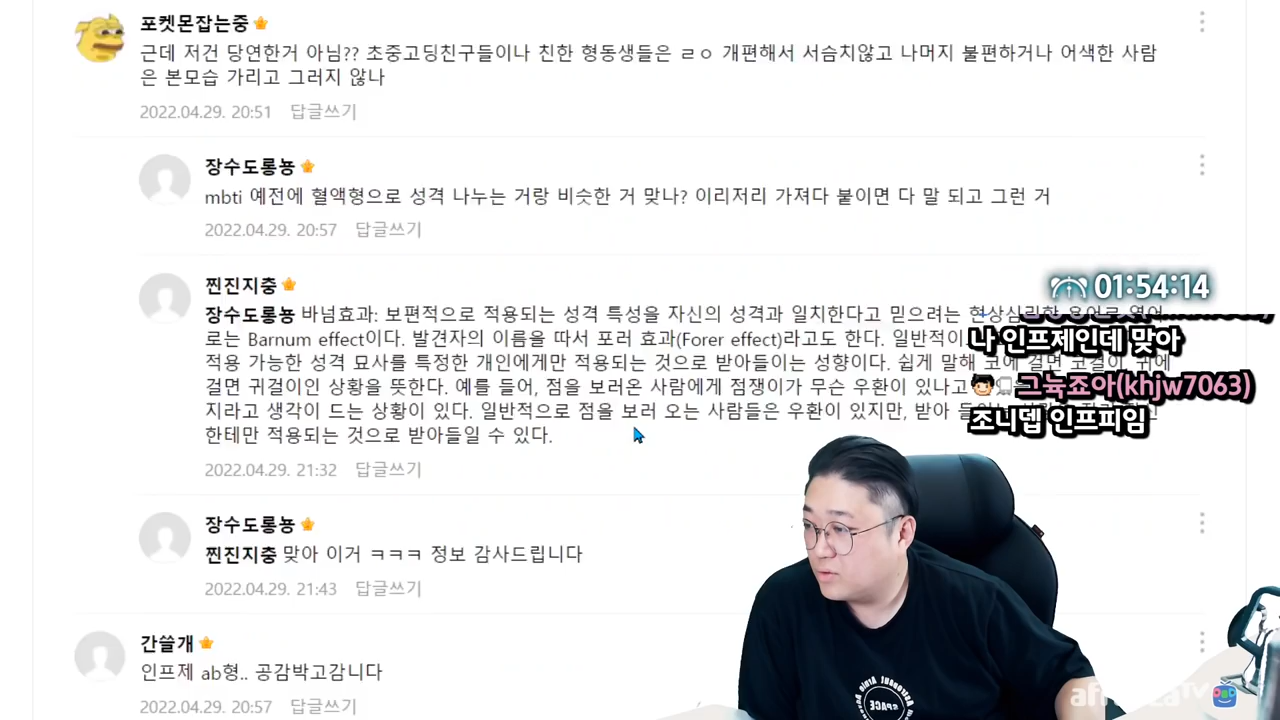 포켓몬잡는중
근데 저건 당연한거 아님?? 초중고딩친구들이나 친한 형동생들은 ㄹㅇ 개편해서 서슴치않고 나머지 불편하거나 어색한 사람
은 본모습 가리고 그러지 않나
2022.04.29. 20:51 답글쓰기
장수도롱뇽
mbti 예전에 혈액형으로 성격 나누는 거랑 비슷한 거 맞나? 이리저리 가져다 붙이면 다 말 되고 그런 거
2022.04.29. 20:57 답글쓰기
찐진지충
장수도롱뇽 바넘효과: 보편적으로 적용되는 성격 특성을 자신의 성격과 일치한다고 믿으려는 현상심리학 용어로 영어
로는 Barnum effect이다. 발견자의 이름을 따서 포러 효과(Forer effect)라고도 한다. 일반적이
적용 가능한 성격 묘사를 특정한 개인에게만 적용되는 것으로 받아들이는 성향이다. 쉽게 말해 코에 걸면 코걸이 귀에
걸면 귀걸이인 상황을 뜻한다. 예를 들어, 점을 보러온 사람에게 점쟁이가 무슨 우환이 있나고
지라고 생각이 드는 상황이 있다. 일반적으로 점을 보러 오는 사람들은 우환이 있지만, 받아
한테만 적용되는 것으로 받아들일 수 있다.
2022.04.29. 21:32 답글쓰기
장수도롱뇽
찐진지충 맞아 이거 ㅋㅋㅋ 정보 감사드립니다
2022.04.29. 21:43 답글쓰기
간쓸개
인프제 ab형.. 공감박고감니다
2022.04.29. 20:57 답글쓰기
01:54:14
나 인프제인데 맞아
그늑죠아(khjw7063)
초니뎁 인프피임
SPACE
afreecaTV